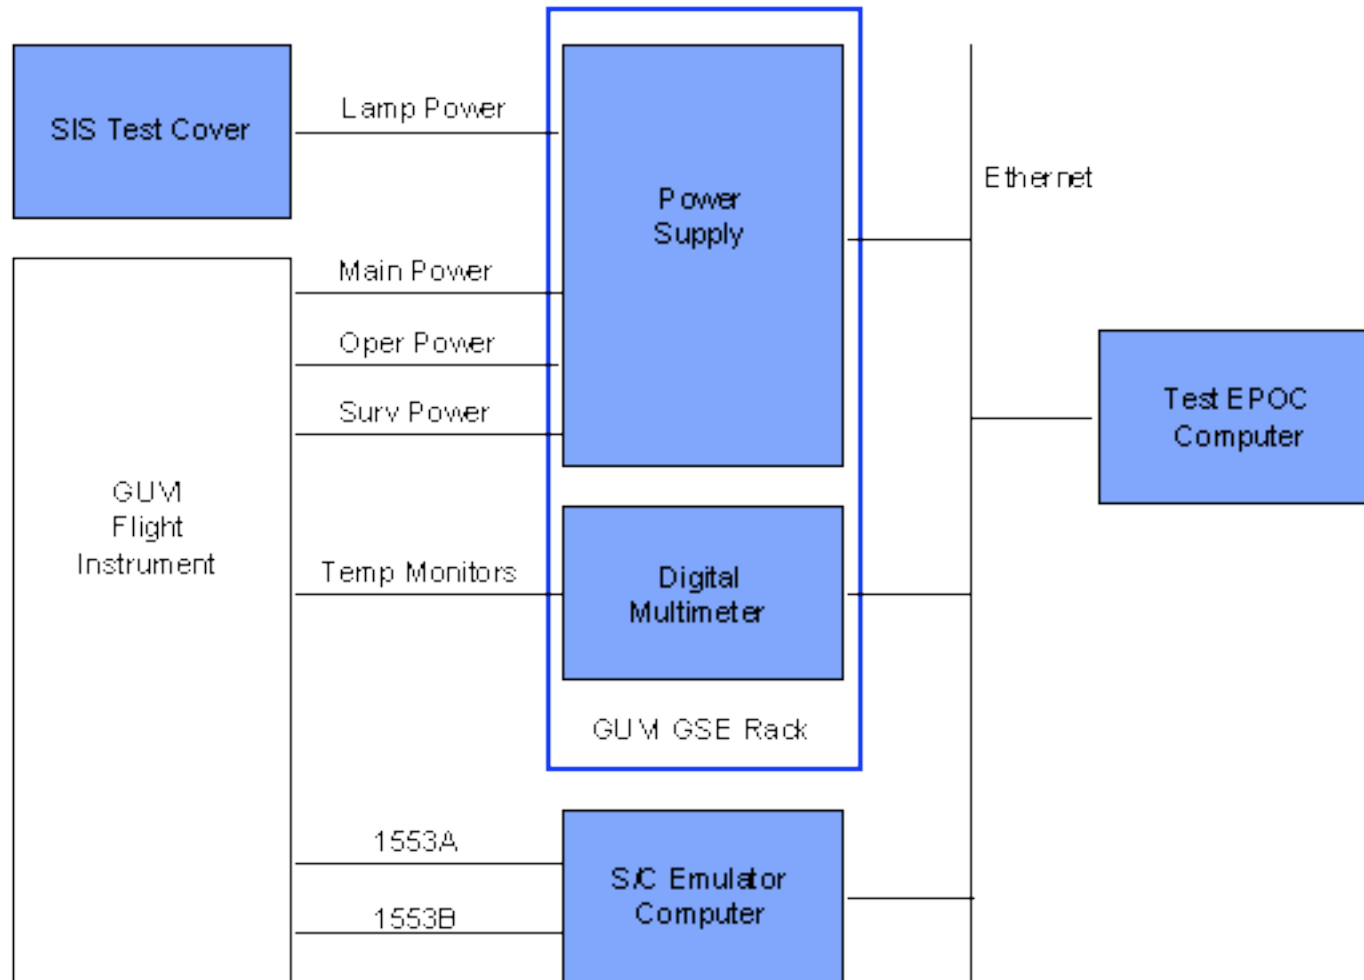 SIS Test Cover
Lamp Power
Power
Supply
Ethernet
Main Power
Oper Power
Surv Power
Test EPOC
Computer
GUVI
Flight
Instrument
Temp Monitors
Digital
Multimeter
GUVI GSE Rack
1553A
1553B
S/C Emulator
Computer